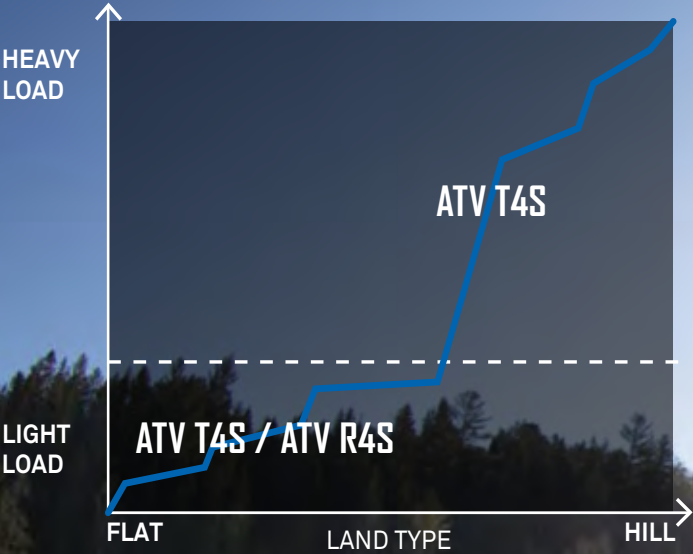 HEAVY
LOAD
ATV T4S
LIGHT
LOAD
ATV T4S / ATV R4S
FLAT
LAND TYPE
HILL